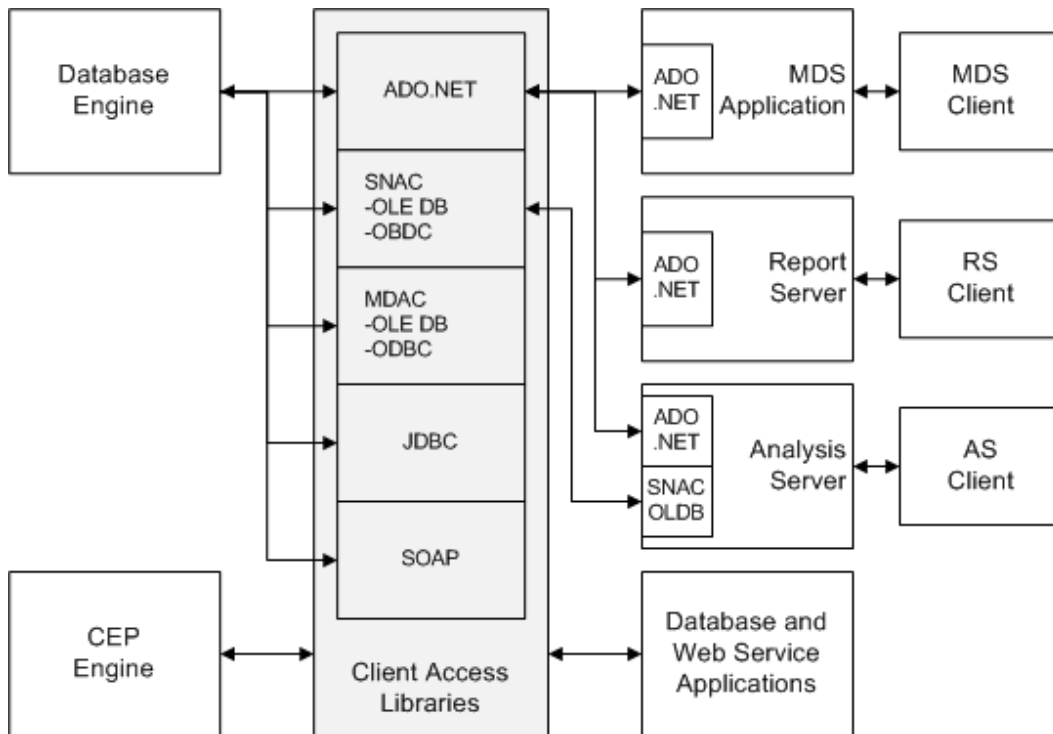 Database
Engine
ADO.NET
SNAC
-OLE DB
-OBDC
MDAC
-OLE DB
-ODBC
JDBC
SOAP
Client Access
Libraries
CEP
Engine
ADO
.NET
MDS
Application
MDS
Client
ADO
.NET
Report
Server
RS
Client
ADO
.NET
SNAC
OLDB
Analysis
Server
AS
Client
Database and
Web Service
Applications